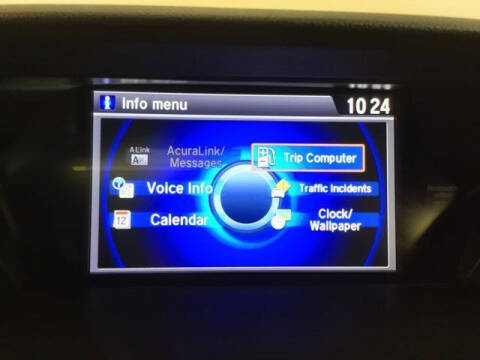 Info menu
10 24
A Link
AcuraLink/
Messages
Trip Computer
Voice Info
Traffic Incidents
12
Calendar
Clock/
Wallpaper